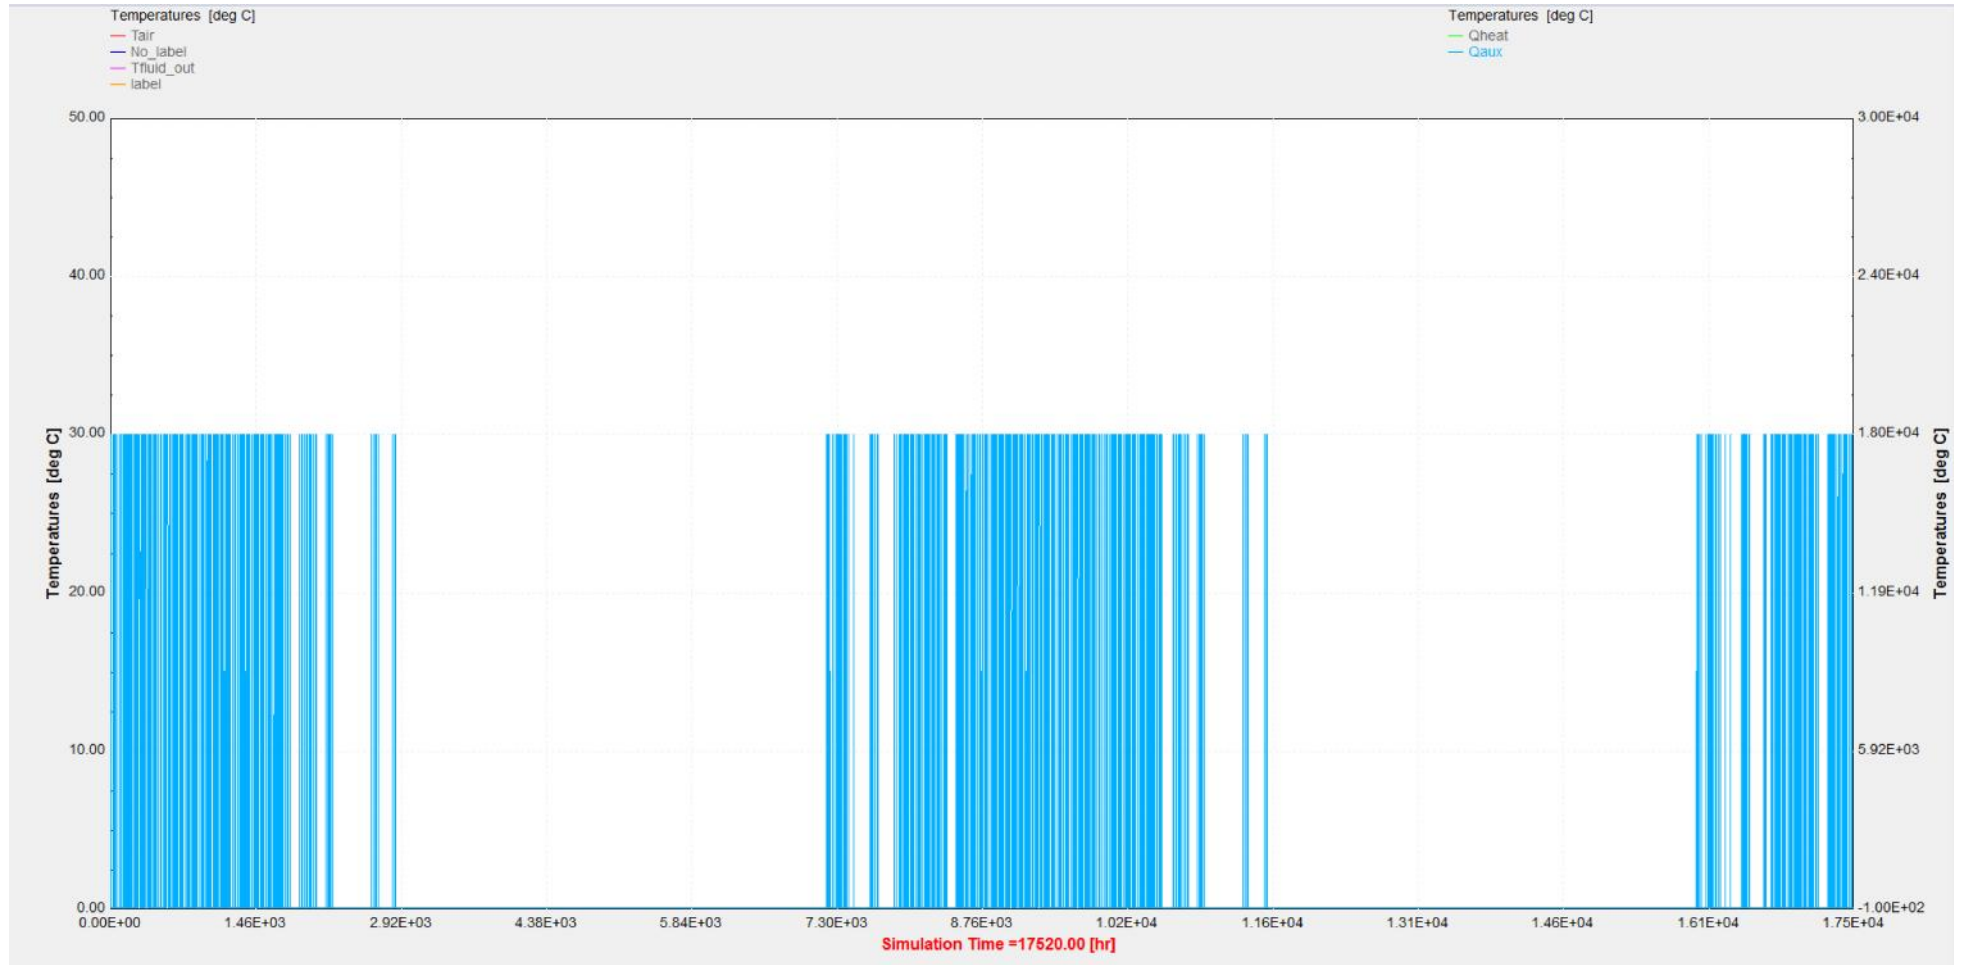 Temperatures [deg C]
Tair
No_label
Tfluid_out
label
Temperatures [deg C]
Qheat
Qaux
50.00
40.00
30.00
20.00
10.00
0.00
Temperatures [deg C]
3.00E+04
2.40E+04
1.80E+04
1.19E+04
5.92E+03
-1.00E+02
Temperatures [deg C]
0.00E+00 1.46E+03 2.92E+03 4.38E+03 5.84E+03 7.30E+03 8.76E+03 1.02E+04 1.16E+04 1.31E+04 1.46E+04 1.61E+04 1.75E+04
Simulation Time =17520.00 [hr]